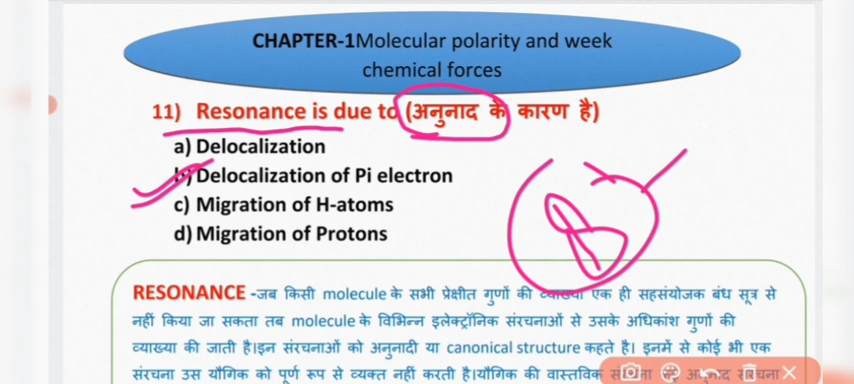 CHAPTER-1Molecular polarity and week
chemical forces
11) Resonance is due to (अनुनाद के कारण है)
a) Delocalization
b) Delocalization of Pi electron
c) Migration of H-atoms
d) Migration of Protons
RESONANCE -जब किसी molecule के सभी प्रेक्षीत गुणों की व्याख्या एक ही सहसंयोजक बंध सूत्र से
नहीं किया जा सकता तब molecule के विभिन्न इलेक्ट्रॉनिक संरचनाओं से उसके अधिकांश गुणों की
व्याख्या की जाती है।इन संरचनाओं को अनुनादी या canonical structure कहते है। इनमें से कोई भी एक
संरचना उस यौगिक को पूर्ण रूप से व्यक्त नहीं करती है।यौगिक की वास्तविक अनुनाद संरचना